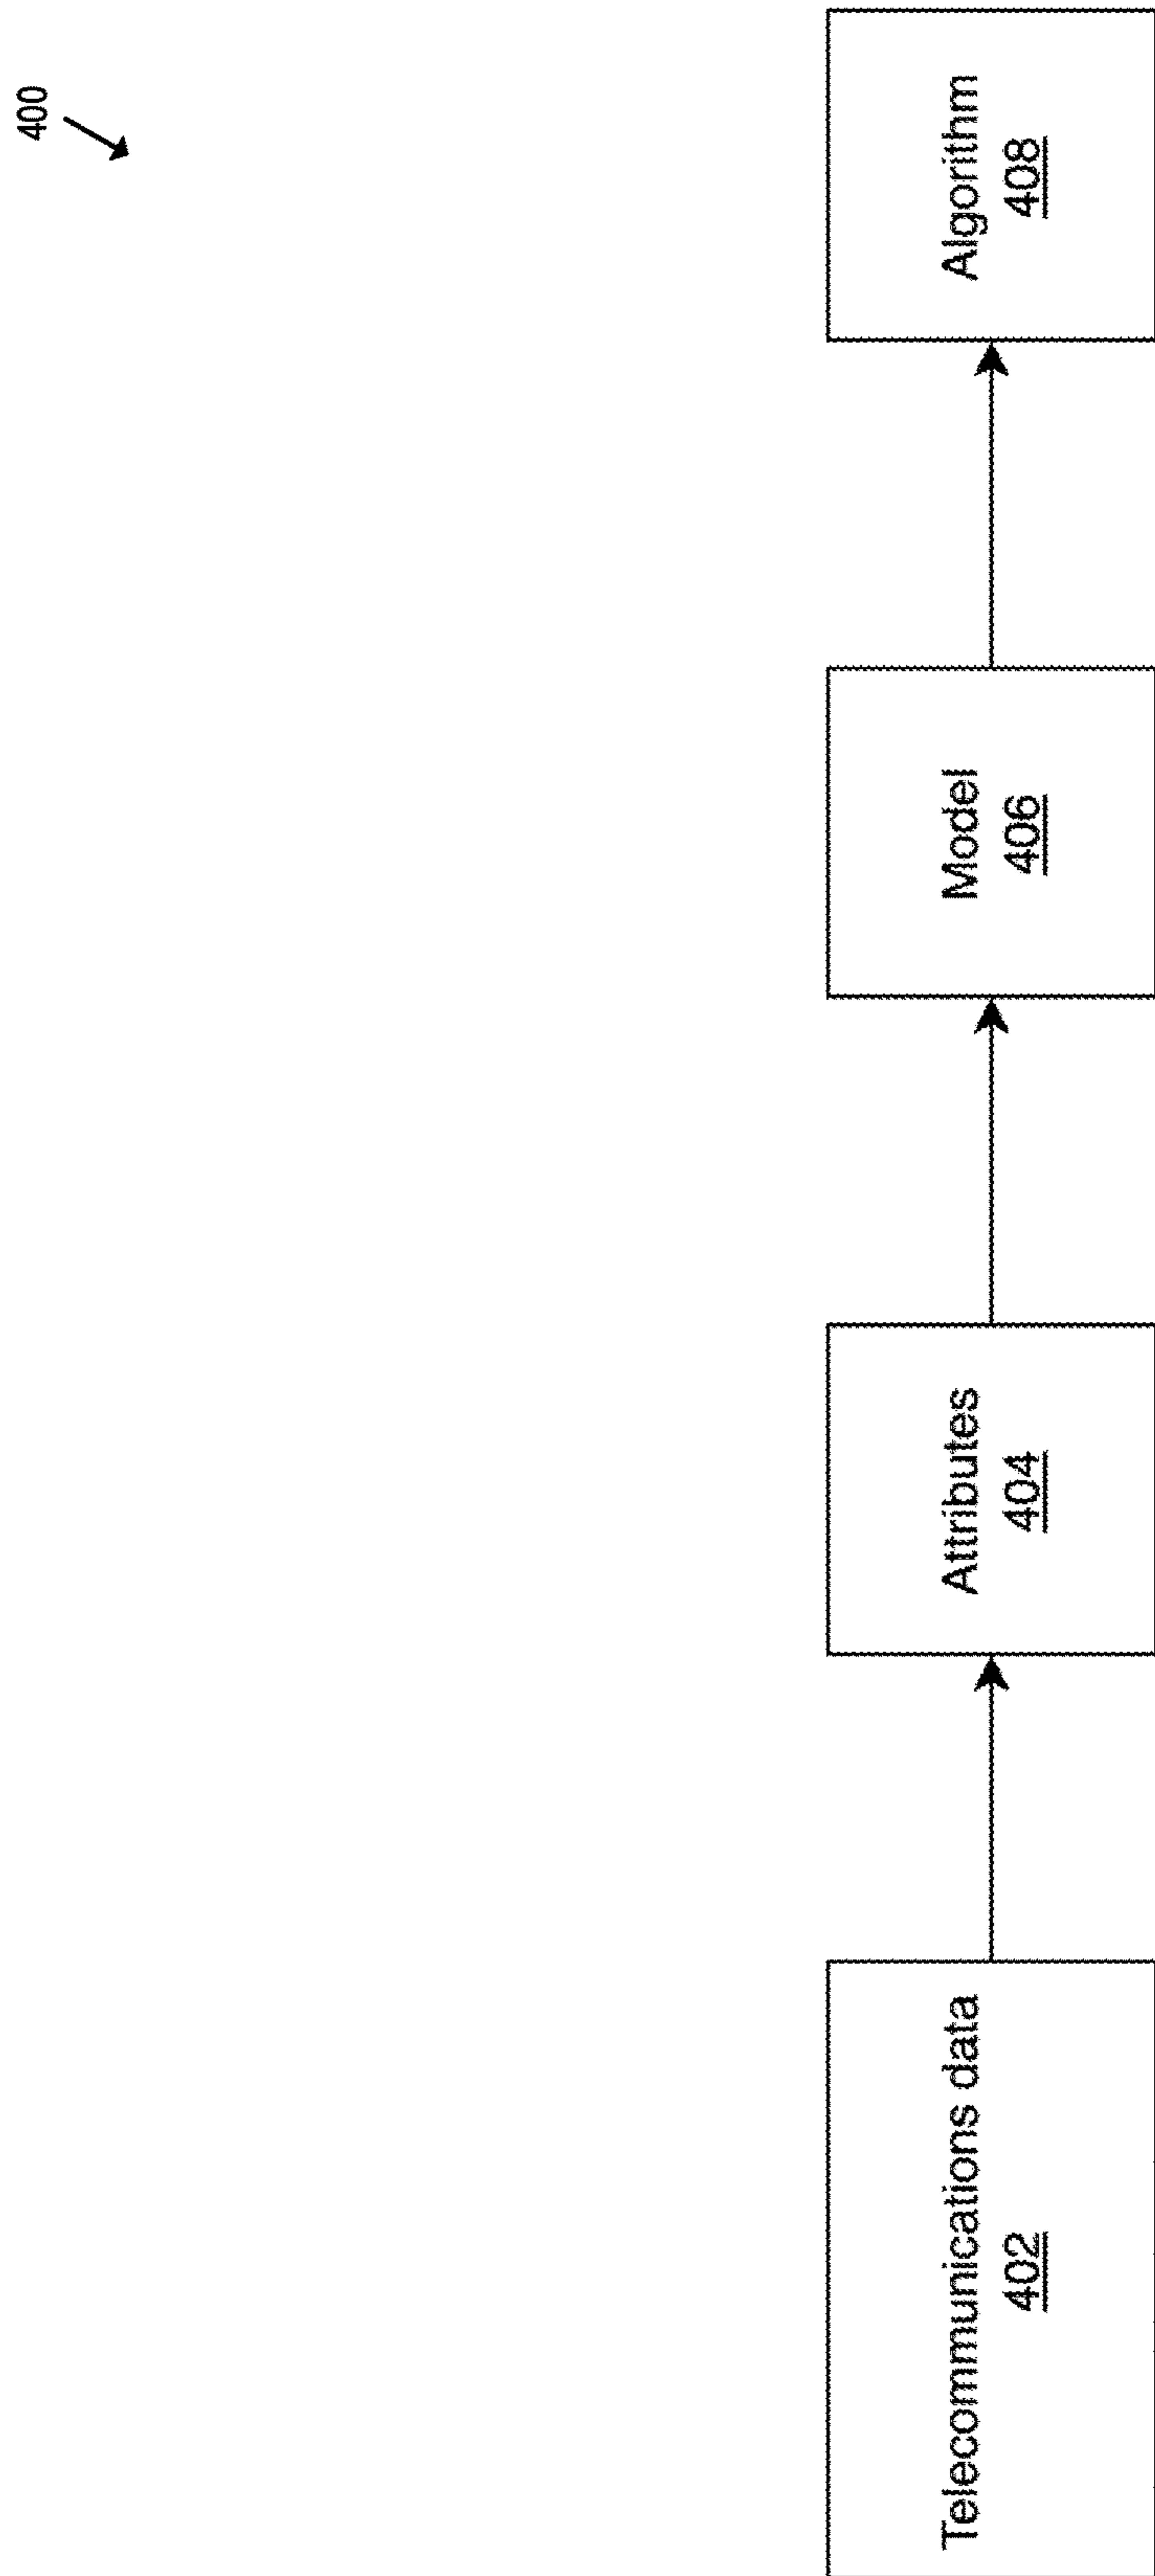 400
Telecommunications data
402
Attributes
404
Model
406
Algorithm
408